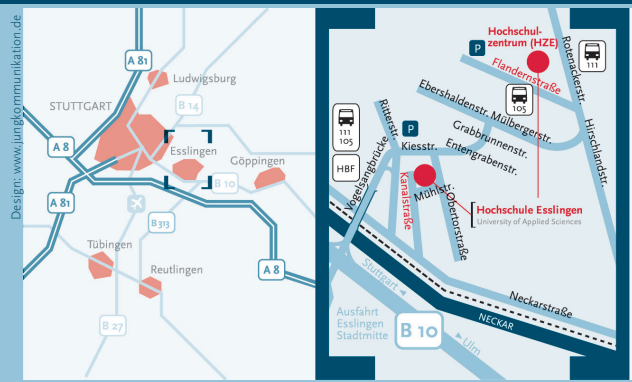 Design: www.jungkommunikation.de
A 81
Ludwigsburg
STUTTGART
B 14
A 8
Esslingen
Göppingen
B 10
A 81
B 313
Tübingen
Reutlingen
A 8
B 27
Hochschul-
zentrum (HZE)
P
Rotenackerstr.
111
Flandernstraße
105
Ebershaldenstr.
Mülbergerstr.
Hirschlandstr.
111
105
HBF
Ritterstr.
P
Kiesstr.
Grabbrunnenstr.
Entengrabenstr.
Vogelsangbrücke
Kanalstraße
Mühlstr.
Obertorstraße
Hochschule Esslingen
University of Applied Sciences
Stuttgart
Neckarstraße
NECKAR
Ausfahrt
Esslingen
Stadtmitte
B 10
Ulm